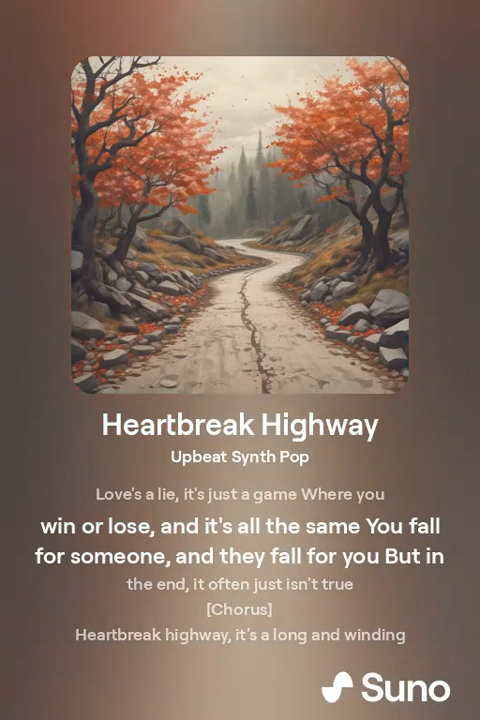 Heartbreak Highway
Upbeat Synth Pop
Love's a lie, it's just a game Where you
win or lose, and it's all the same You fall
for someone, and they fall for you But in
the end, it often just isn't true
[Chorus]
Heartbreak highway, it's a long and winding
Suno